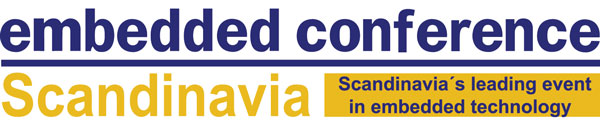 embedded conference
Scandinavia
Scandinavia´s leading event
in embedded technology